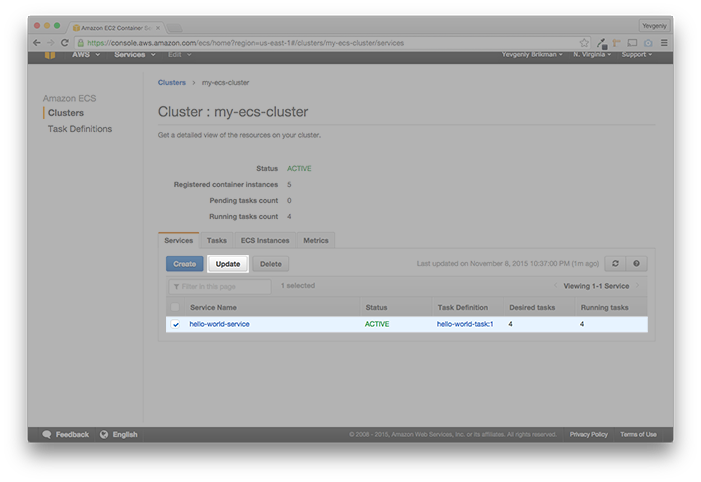 Amazon EC2 Container Se
Yevgeniy
https://console.aws.amazon.com/ecs/home?region=us-east-1#/clusters/my-ecs-cluster/services
AWS Services Edit Yevgeniy Brikman N. Virginia Support
Amazon ECS
Clusters
Task Definitions
Clusters > my-ecs-cluster
Cluster : my-ecs-cluster
Get a detailed view of the resources on your cluster.
Status ACTIVE
Registered container instances 5
Pending tasks count 0
Running tasks count 4
Services Tasks ECS Instances Metrics
Create Update Delete Last updated on November 8, 2015 10:37:00 PM (1m ago)
Filter in this page 1 selected Viewing 1-1 Service
Service Name Status Task Definition Desired tasks Running tasks
hello-world-service ACTIVE hello-world-task:1 4 4
Feedback English © 2008 - 2015, Amazon Web Services, Inc. or its affiliates. All rights reserved. Privacy Policy Terms of Use